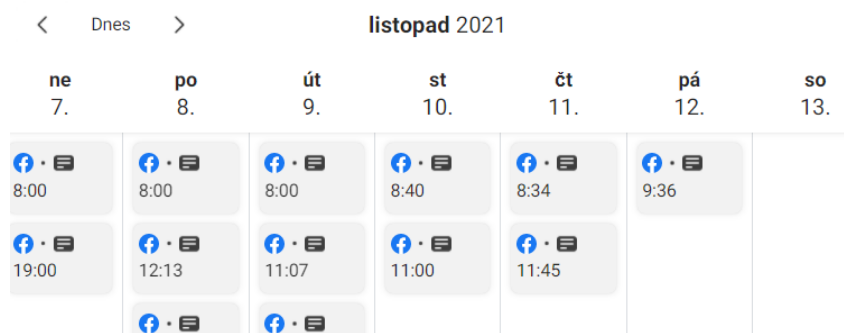 Dnes listopad 2021
ne po út st čt pá so
7. 8. 9. 10. 11. 12. 13.
8:00 8:00 8:00 8:40 8:34 9:36
19:00 12:13 11:07 11:00 11:45